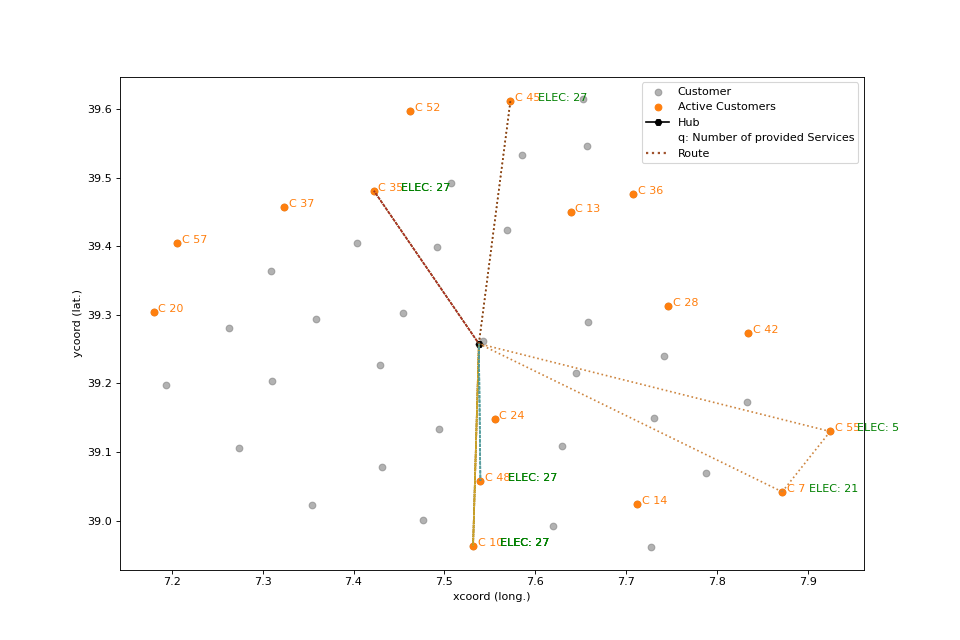 Customer
Active Customers
Hub
q: Number of provided Services
Route
C 45 ELEC: 27
C 52
C 35 ELEC: 27
C 36
C 37
C 13
C 57
C 20
C 28
C 42
C 24
C 55 ELEC: 5
C 48 ELEC: 27
C 7 ELEC: 21
C 14
C 10 ELEC: 27
39.6
39.5
39.4
39.3
39.2
39.1
39.0
ycoord (lat.)
7.2 7.3 7.4 7.5 7.6 7.7 7.8 7.9
xcoord (long.)